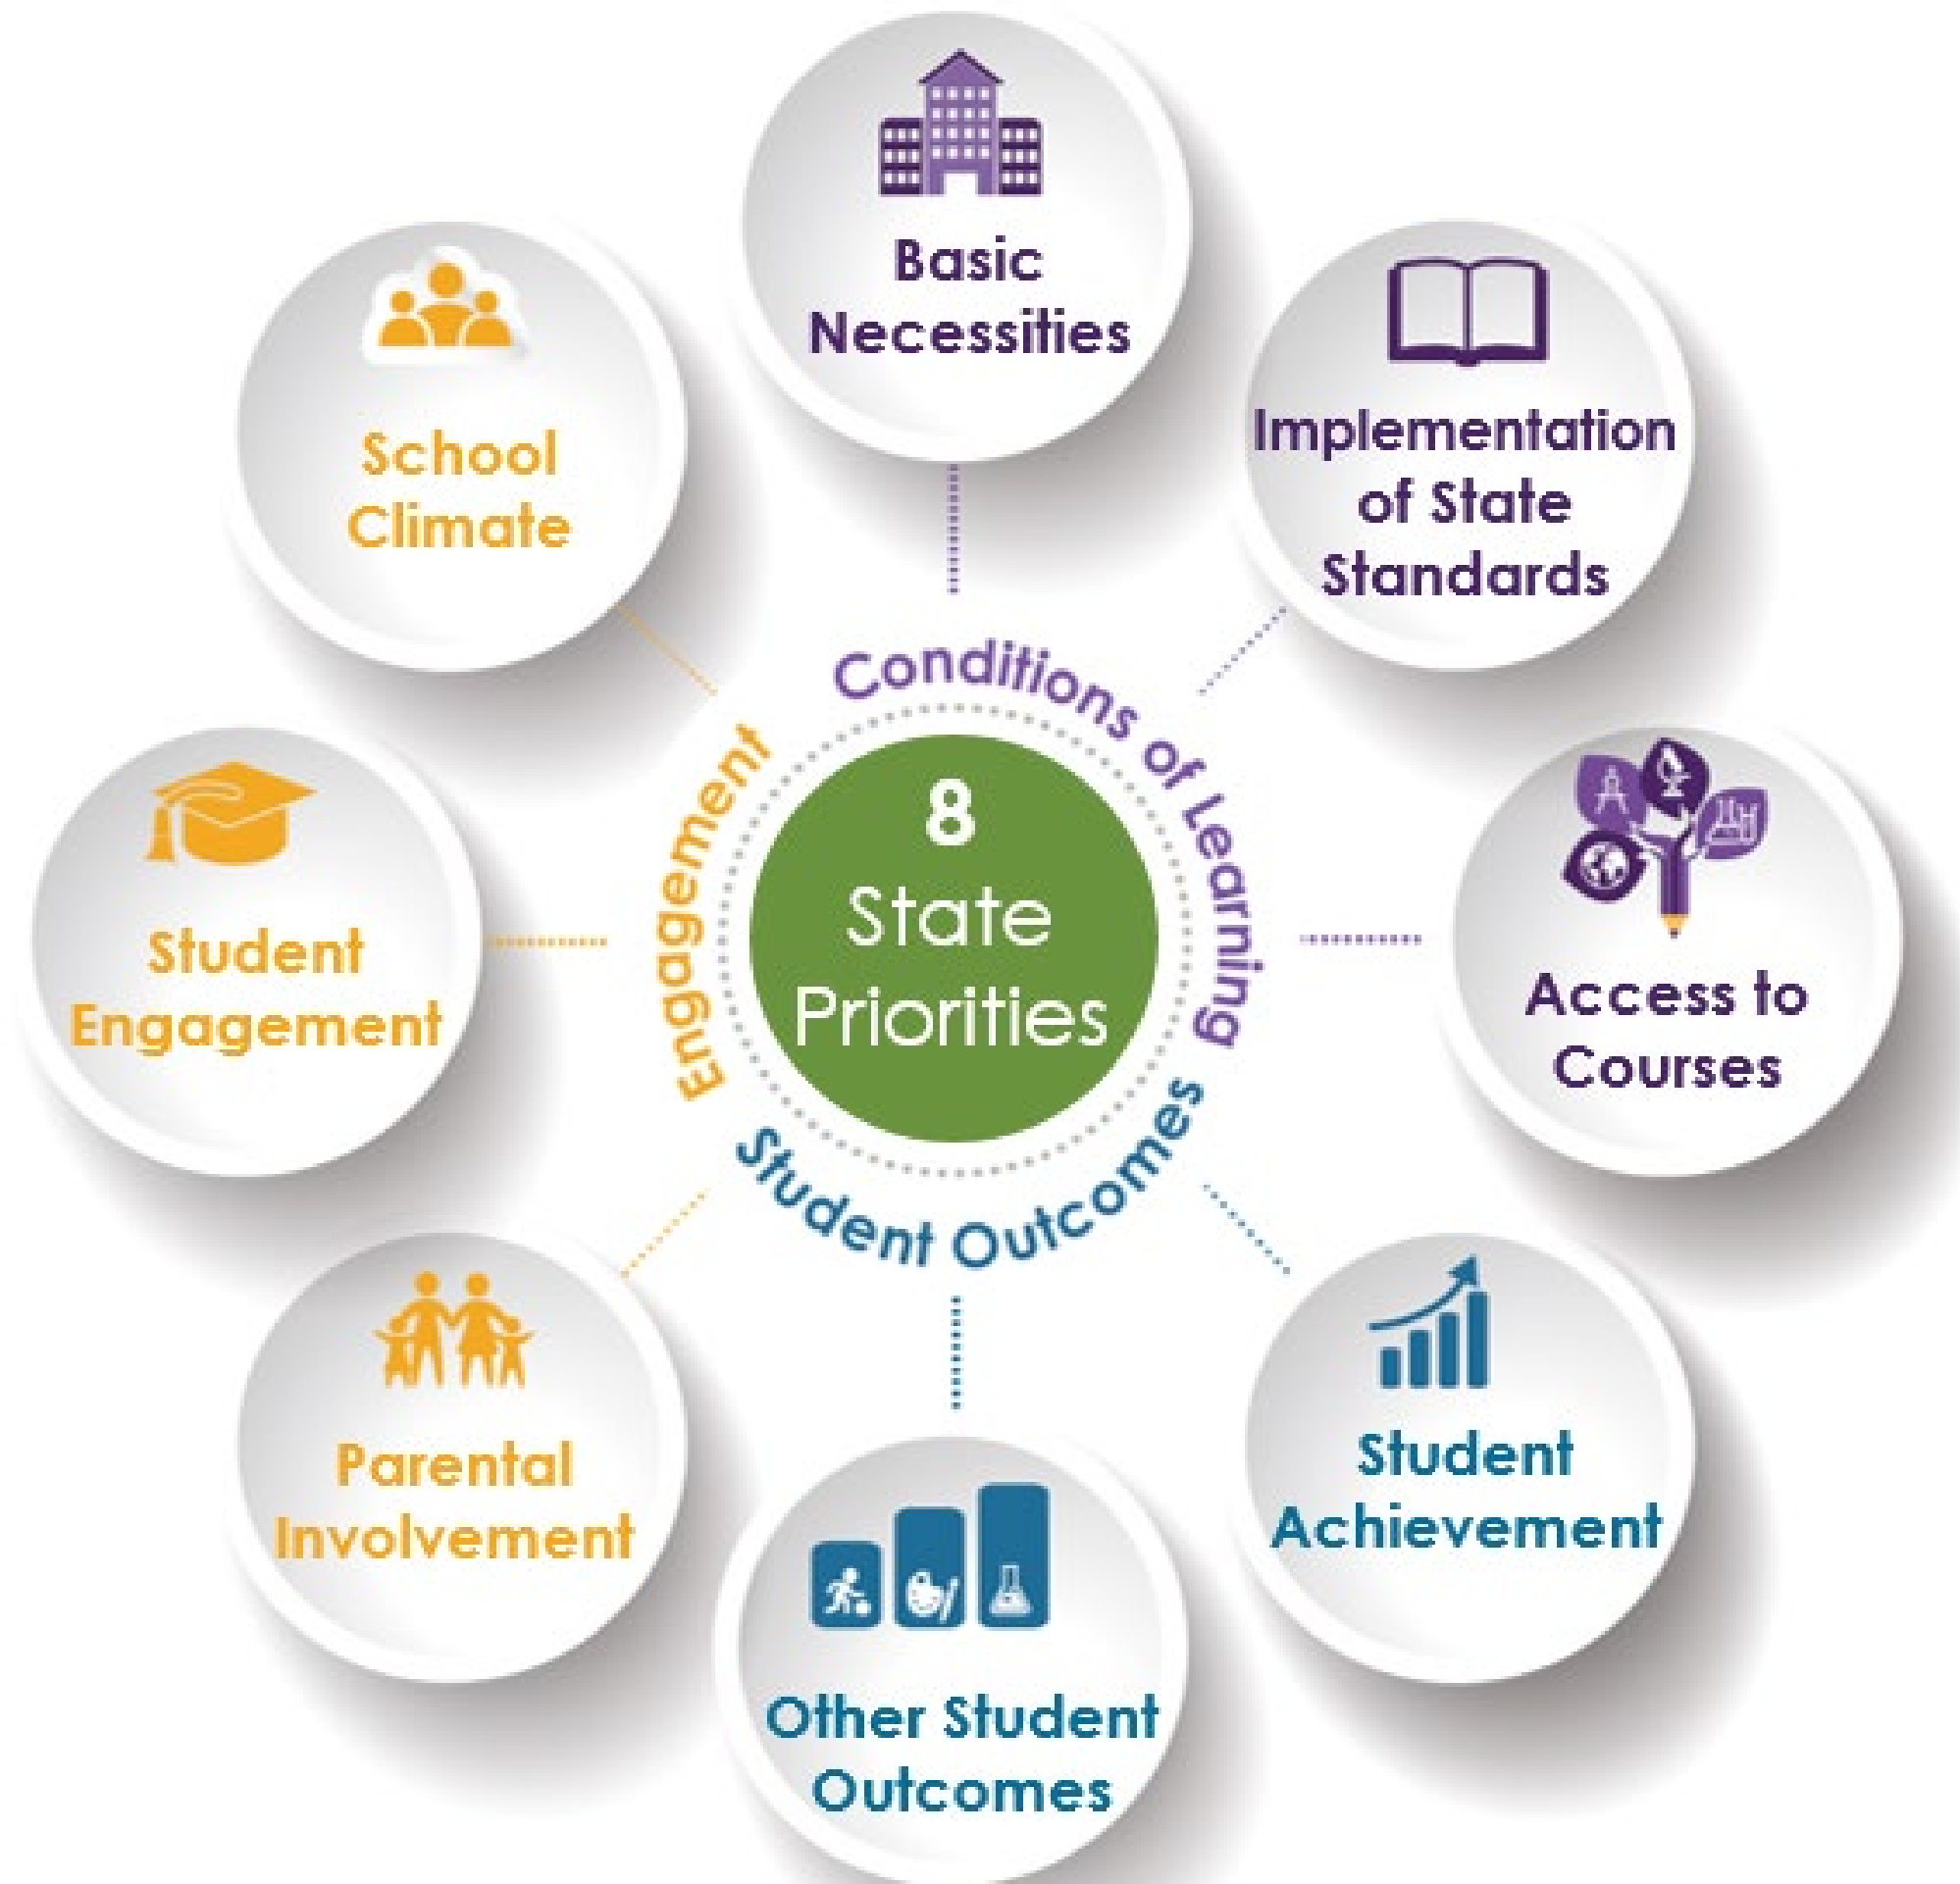 Basic
Necessities
Implementation
of State
Standards
Access to
Courses
Student
Achievement
Other Student
Outcomes
Parental
Involvement
Student
Engagement
School
Climate
Conditions of Learning
Student Outcomes
Engagement
8
State
Priorities